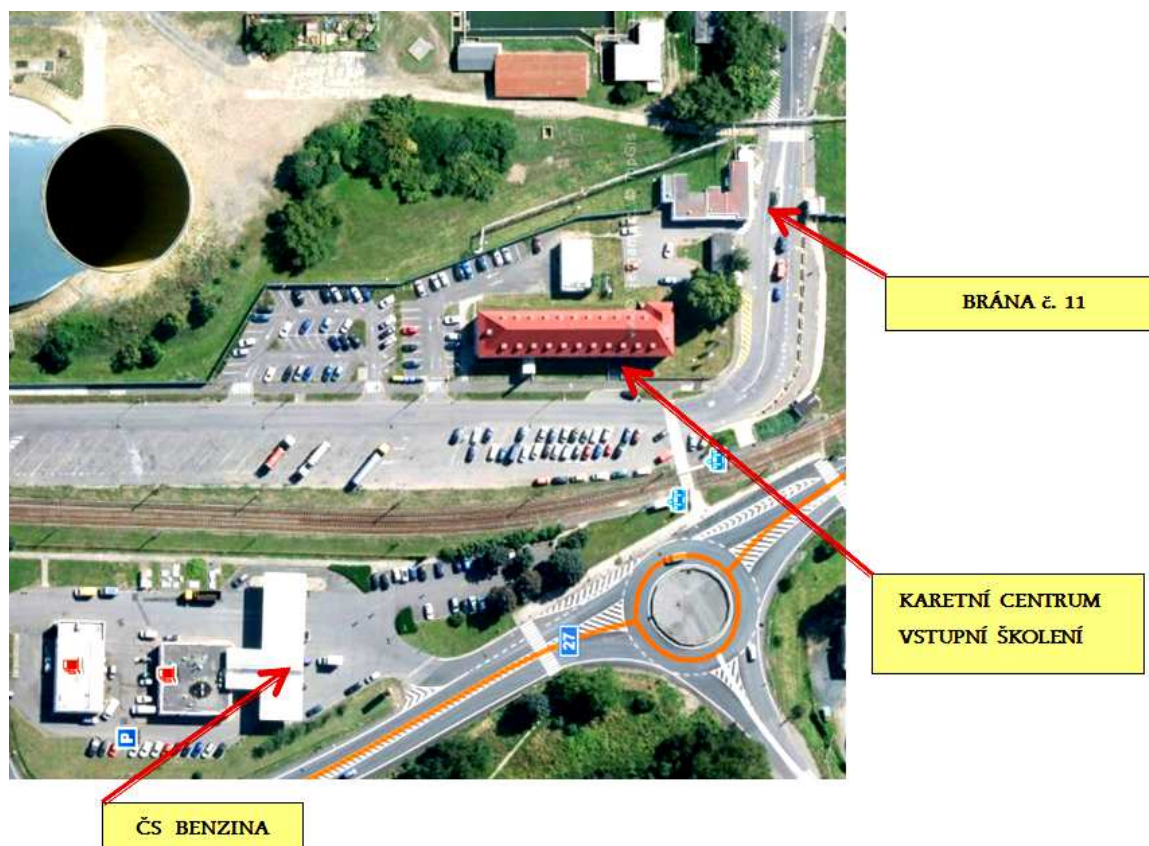 BRÁNA č. 11
KARETNÍ CENTRUM
VSTUPNÍ ŠKOLENÍ
27
P
ČS BENZINA